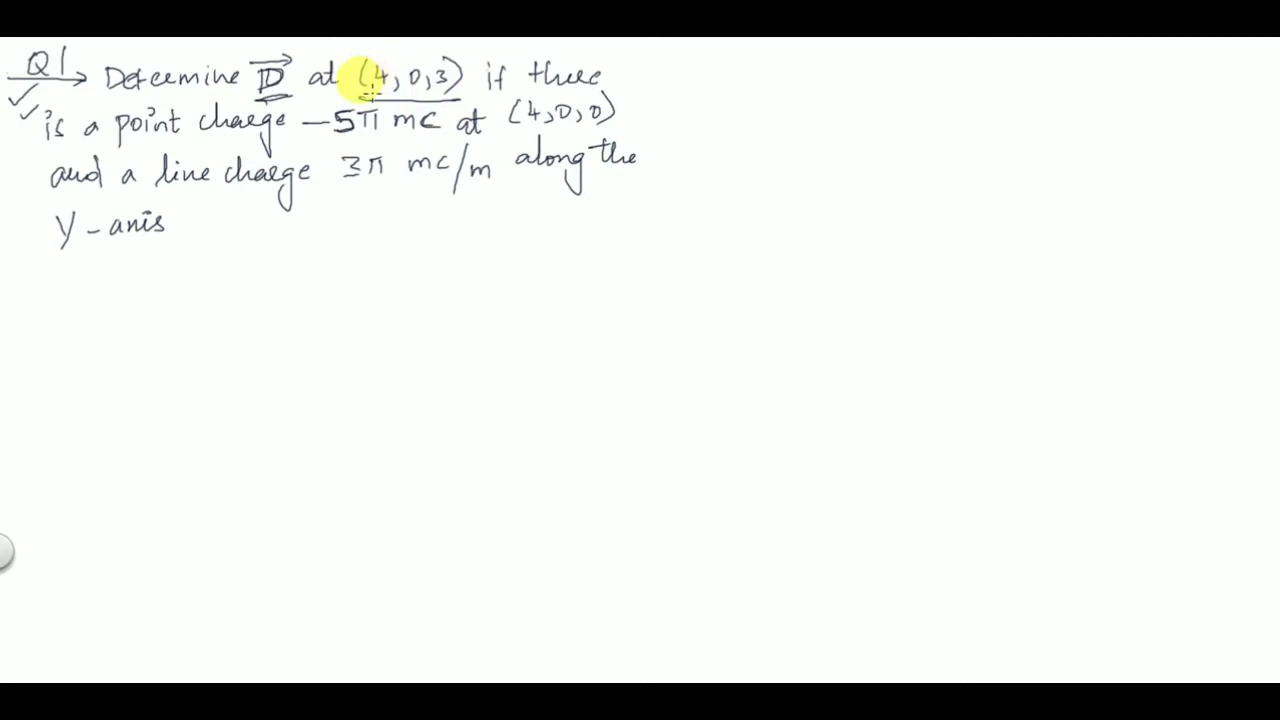 Q1 Determine D at (4,0,3) if there
is a point charge -5π mc at (4,0,0)
and a line charge 3π mc/m along the
Y-axis